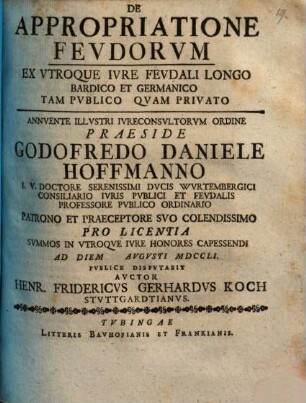 DE
APPROPRIATIONE
FEVDORVM
EX VTROQUE IVRE FEVDALI LONGO
BARDICO ET GERMANICO
TAM PVBLICO QVAM PRIVATO
ANNVENTE ILLVSTRI IVRECONSVLTORVM ORDINE
PRAESIDE
GODOFREDO DANIELE
HOFFMANNO
I. V. DOCTORE SERENISSIMI DVCIS WVRTEMBERGICI
CONSILIARIO IVRIS PVBLICI ET FEVDALIS
PROFESSORE PVBLICO ORDINARIO
PATRONO ET PRAECEPTORE SVO COLENDISSIMO
PRO LICENTIA
SVMMOS IN VTROQVE IVRE HONORES CAPESSENDI
AD DIEM AVGVSTI MDCCLI.
PVBLICE DISPVTABIT
AVCTOR
HENR. FRIDERICVS GERHARDVS KOCH
STVTTGARDTIANVS.
TVBINGAE
LITTERIS BAVHOFIANIS ET FRANKIANIS.